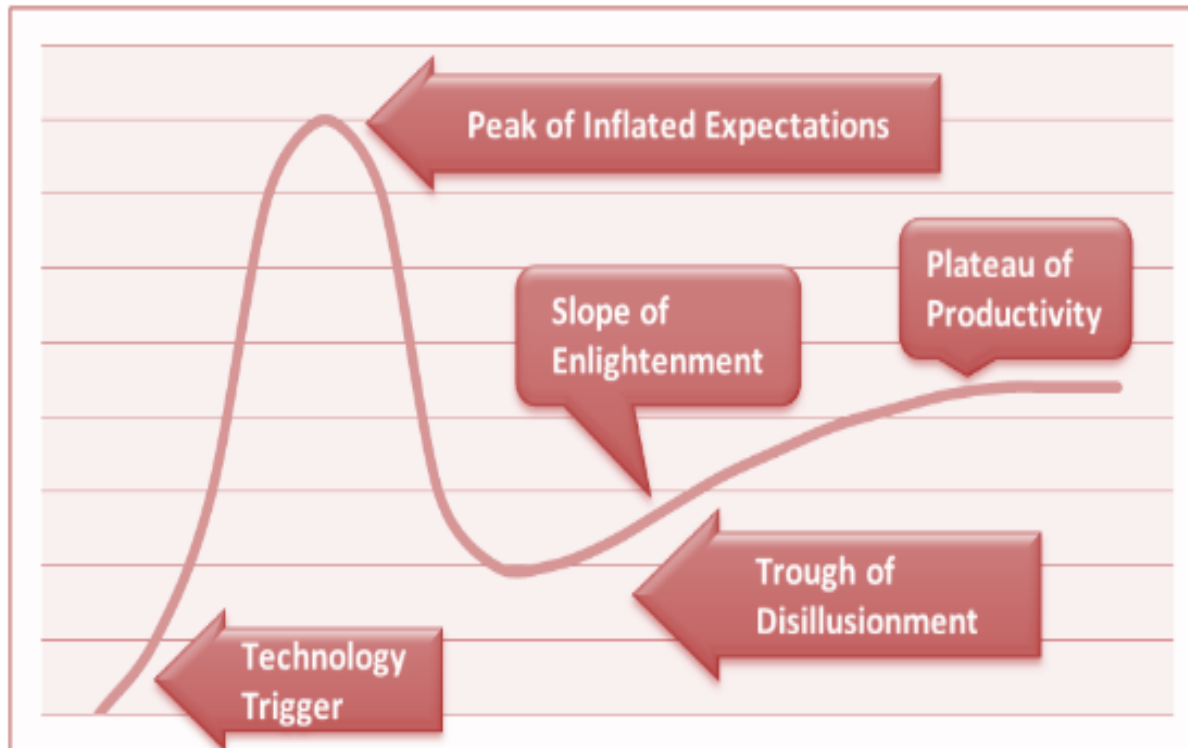 Peak of Inflated Expectations
Plateau of
Productivity
Slope of
Enlightenment
Trough of
Disillusionment
Technology
Trigger